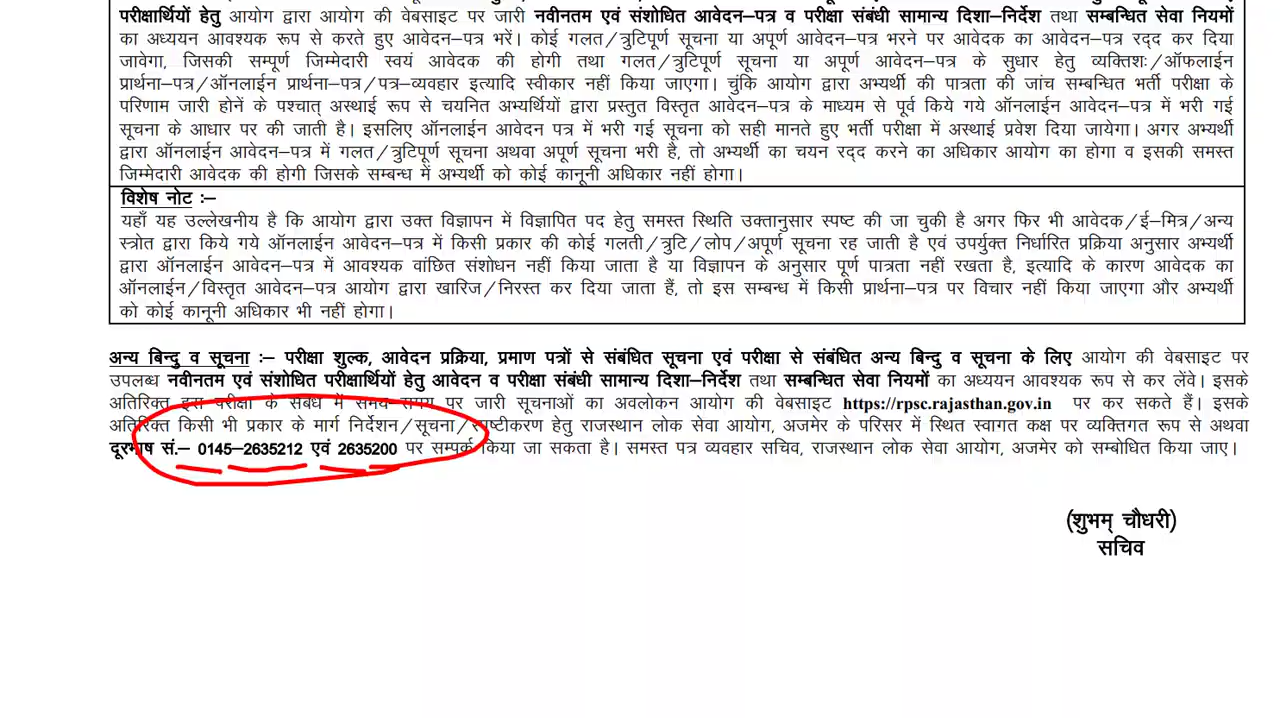 परीक्षार्थियों हेतु आयोग द्वारा आयोग की वेबसाइट पर जारी नवीनतम एवं संशोधित आवेदन–पत्र व परीक्षा संबंधी सामान्य दिशा–निर्देश तथा सम्बन्धित सेवा नियमों
का अध्ययन आवश्यक रूप से करते हुए आवेदन–पत्र भरें। कोई गलत/त्रुटिपूर्ण सूचना या अपूर्ण आवेदन–पत्र भरने पर आवेदक का आवेदन–पत्र रद्द कर दिया
जावेगा, जिसकी सम्पूर्ण जिम्मेदारी स्वयं आवेदक की होगी तथा गलत/त्रुटिपूर्ण सूचना या अपूर्ण आवेदन–पत्र के सुधार हेतु व्यक्तिशः/ऑफलाईन
प्रार्थना–पत्र/ऑनलाईन प्रार्थना–पत्र/पत्र–व्यवहार इत्यादि स्वीकार नहीं किया जाएगा। चुंकि आयोग द्वारा अभ्यर्थी की पात्रता की जांच सम्बन्धित भर्ती परीक्षा के
परिणाम जारी होनें के पश्चात् अस्थाई रूप से चयनित अभ्यर्थियों द्वारा प्रस्तुत विस्तृत आवेदन–पत्र के माध्यम से पूर्व किये गये ऑनलाईन आवेदन–पत्र में भरी गई
सूचना के आधार पर की जाती है। इसलिए ऑनलाईन आवेदन पत्र में भरी गई सूचना को सही मानते हुए भर्ती परीक्षा में अस्थाई प्रवेश दिया जायेगा। अगर अभ्यर्थी
द्वारा ऑनलाईन आवेदन–पत्र में गलत/त्रुटिपूर्ण सूचना अथवा अपूर्ण सूचना भरी है, तो अभ्यर्थी का चयन रद्द करने का अधिकार आयोग का होगा व इसकी समस्त
जिम्मेदारी आवेदक की होगी जिसके सम्बन्ध में अभ्यर्थी को कोई कानूनी अधिकार नहीं होगा।
विशेष नोट :–
यहाँ यह उल्लेखनीय है कि आयोग द्वारा उक्त विज्ञापन में विज्ञापित पद हेतु समस्त स्थिति उक्तानुसार स्पष्ट की जा चुकी है अगर फिर भी आवेदक/ई–मित्र/अन्य
स्त्रोत द्वारा किये गये ऑनलाईन आवेदन–पत्र में किसी प्रकार की कोई गलती/त्रुटि/लोप/अपूर्ण सूचना रह जाती है एवं उपर्युक्त निर्धारित प्रक्रिया अनुसार अभ्यर्थी
द्वारा ऑनलाईन आवेदन–पत्र में आवश्यक वांछित संशोधन नहीं किया जाता है या विज्ञापन के अनुसार पूर्ण पात्रता नहीं रखता है, इत्यादि के कारण आवेदक का
ऑनलाईन/विस्तृत आवेदन–पत्र आयोग द्वारा खारिज/निरस्त कर दिया जाता हैं, तो इस सम्बन्ध में किसी प्रार्थना–पत्र पर विचार नहीं किया जाएगा और अभ्यर्थी
को कोई कानूनी अधिकार भी नहीं होगा।
अन्य बिन्दु व सूचना :– परीक्षा शुल्क, आवेदन प्रक्रिया, प्रमाण पत्रों से संबंधित सूचना एवं परीक्षा से संबंधित अन्य बिन्दु व सूचना के लिए आयोग की वेबसाइट पर
उपलब्ध नवीनतम एवं संशोधित परीक्षार्थियों हेतु आवेदन व परीक्षा संबंधी सामान्य दिशा–निर्देश तथा सम्बन्धित सेवा नियमों का अध्ययन आवश्यक रूप से कर लेंवे। इसके
अतिरिक्त इस परीक्षा के संबंध में समय–समय पर जारी सूचनाओं का अवलोकन आयोग की वेबसाइट https://rpsc.rajasthan.gov.in पर कर सकते हैं। इसके
अतिरिक्त किसी भी प्रकार के मार्ग निर्देशन/सूचना/स्पष्टीकरण हेतु राजस्थान लोक सेवा आयोग, अजमेर के परिसर में स्थित स्वागत कक्ष पर व्यक्तिगत रूप से अथवा
दूरभाष सं.– 0145–2635212 एवं 2635200 पर सम्पर्क किया जा सकता है। समस्त पत्र व्यवहार सचिव, राजस्थान लोक सेवा आयोग, अजमेर को सम्बोधित किया जाए।
(शुभम् चौधरी)
सचिव